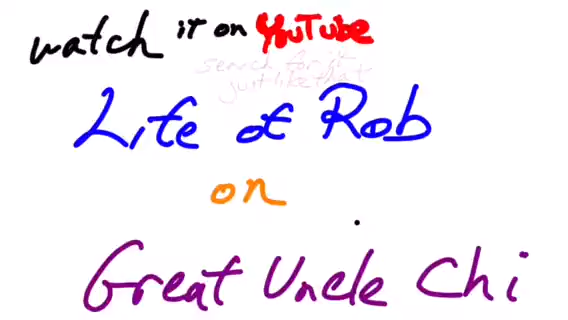 watch it on YouTube
search for it
just like that
Life of Rob
on
Great Uncle Chi